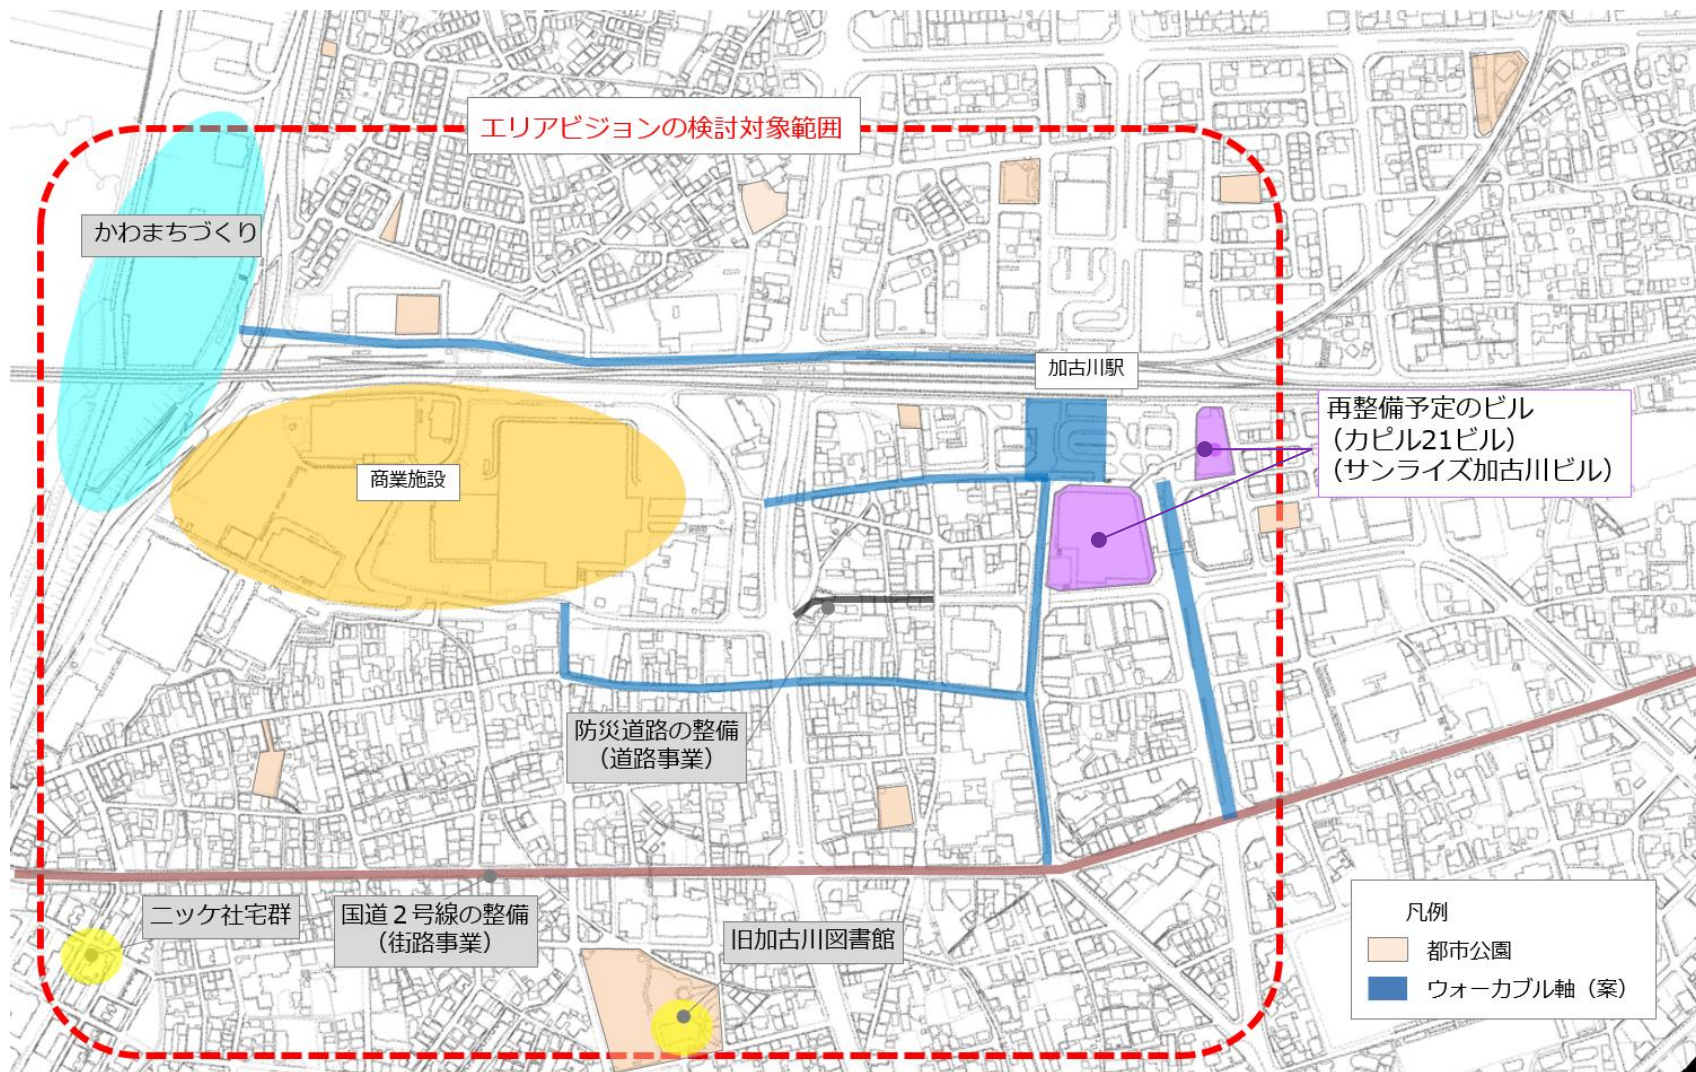 エリアビジョンの検討対象範囲
かわまちづくり
加古川駅
再整備予定のビル
（カピル21ビル）
（サンライズ加古川ビル）
商業施設
防災道路の整備
（道路事業）
ニッケ社宅群
国道２号線の整備
（街路事業）
旧加古川図書館
凡例
都市公園
ウォーカブル軸（案）